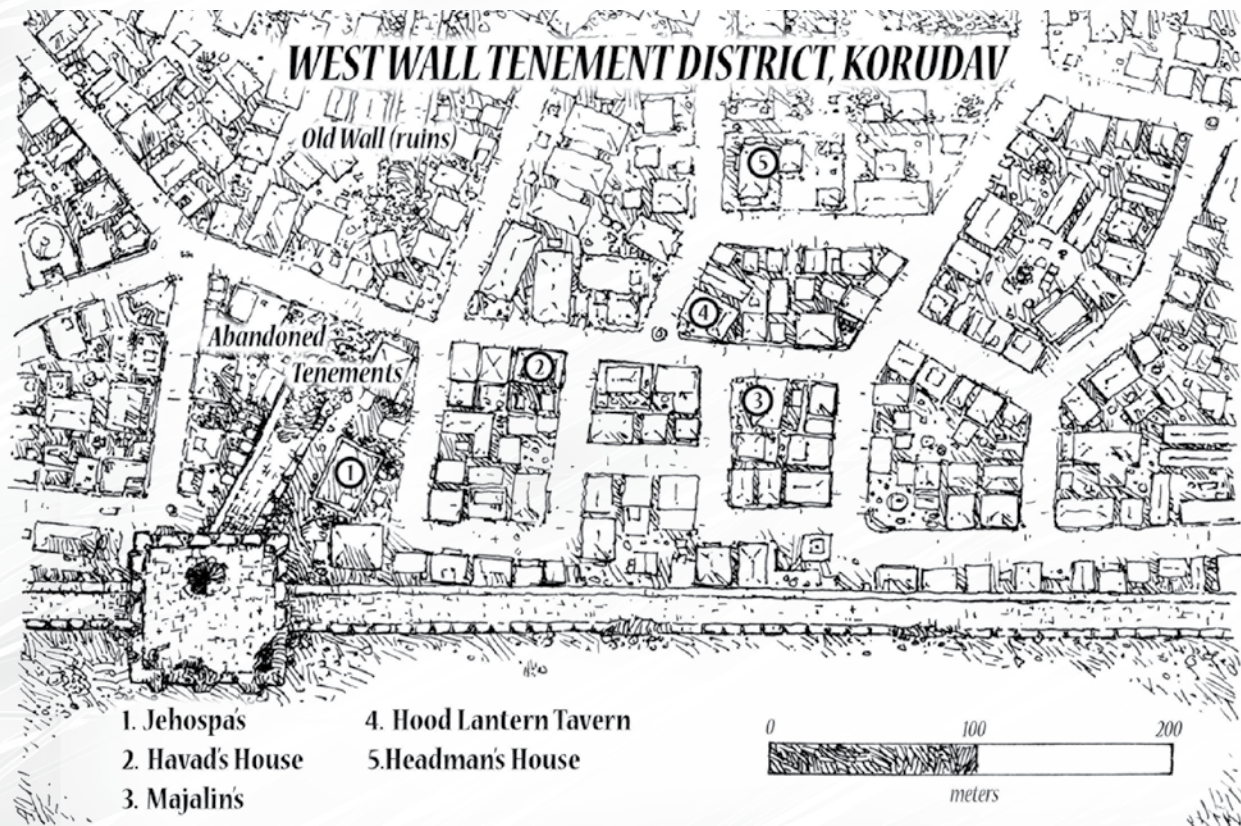 WEST WALL TENEMENT DISTRICT, KORUDAV
Old Wall (ruins)
5
4
Abandoned
Tenements
2
3
1
1. Jehospa's
2. Havad's House
3. Majalin's
4. Hood Lantern Tavern
5.Headman's House
0 100 200
meters